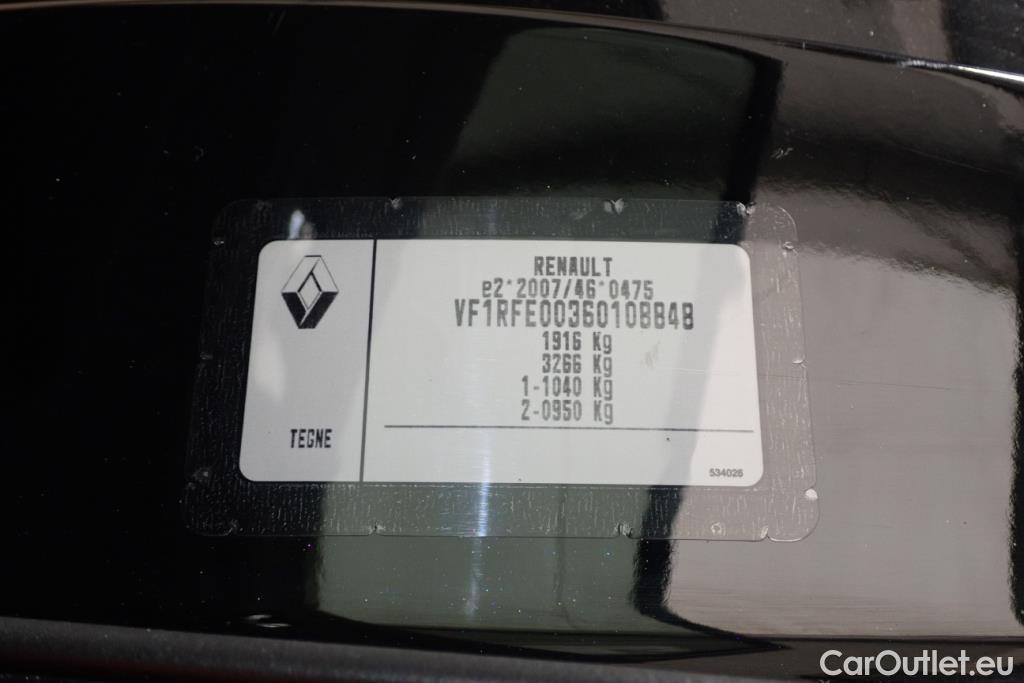 RENAULT
e2*2007/46*0475
VF1RFE00360108848
1916 Kg
3266 Kg
1-1040 Kg
2-0950 Kg
TEGNE
534026
CarOutlet.eu